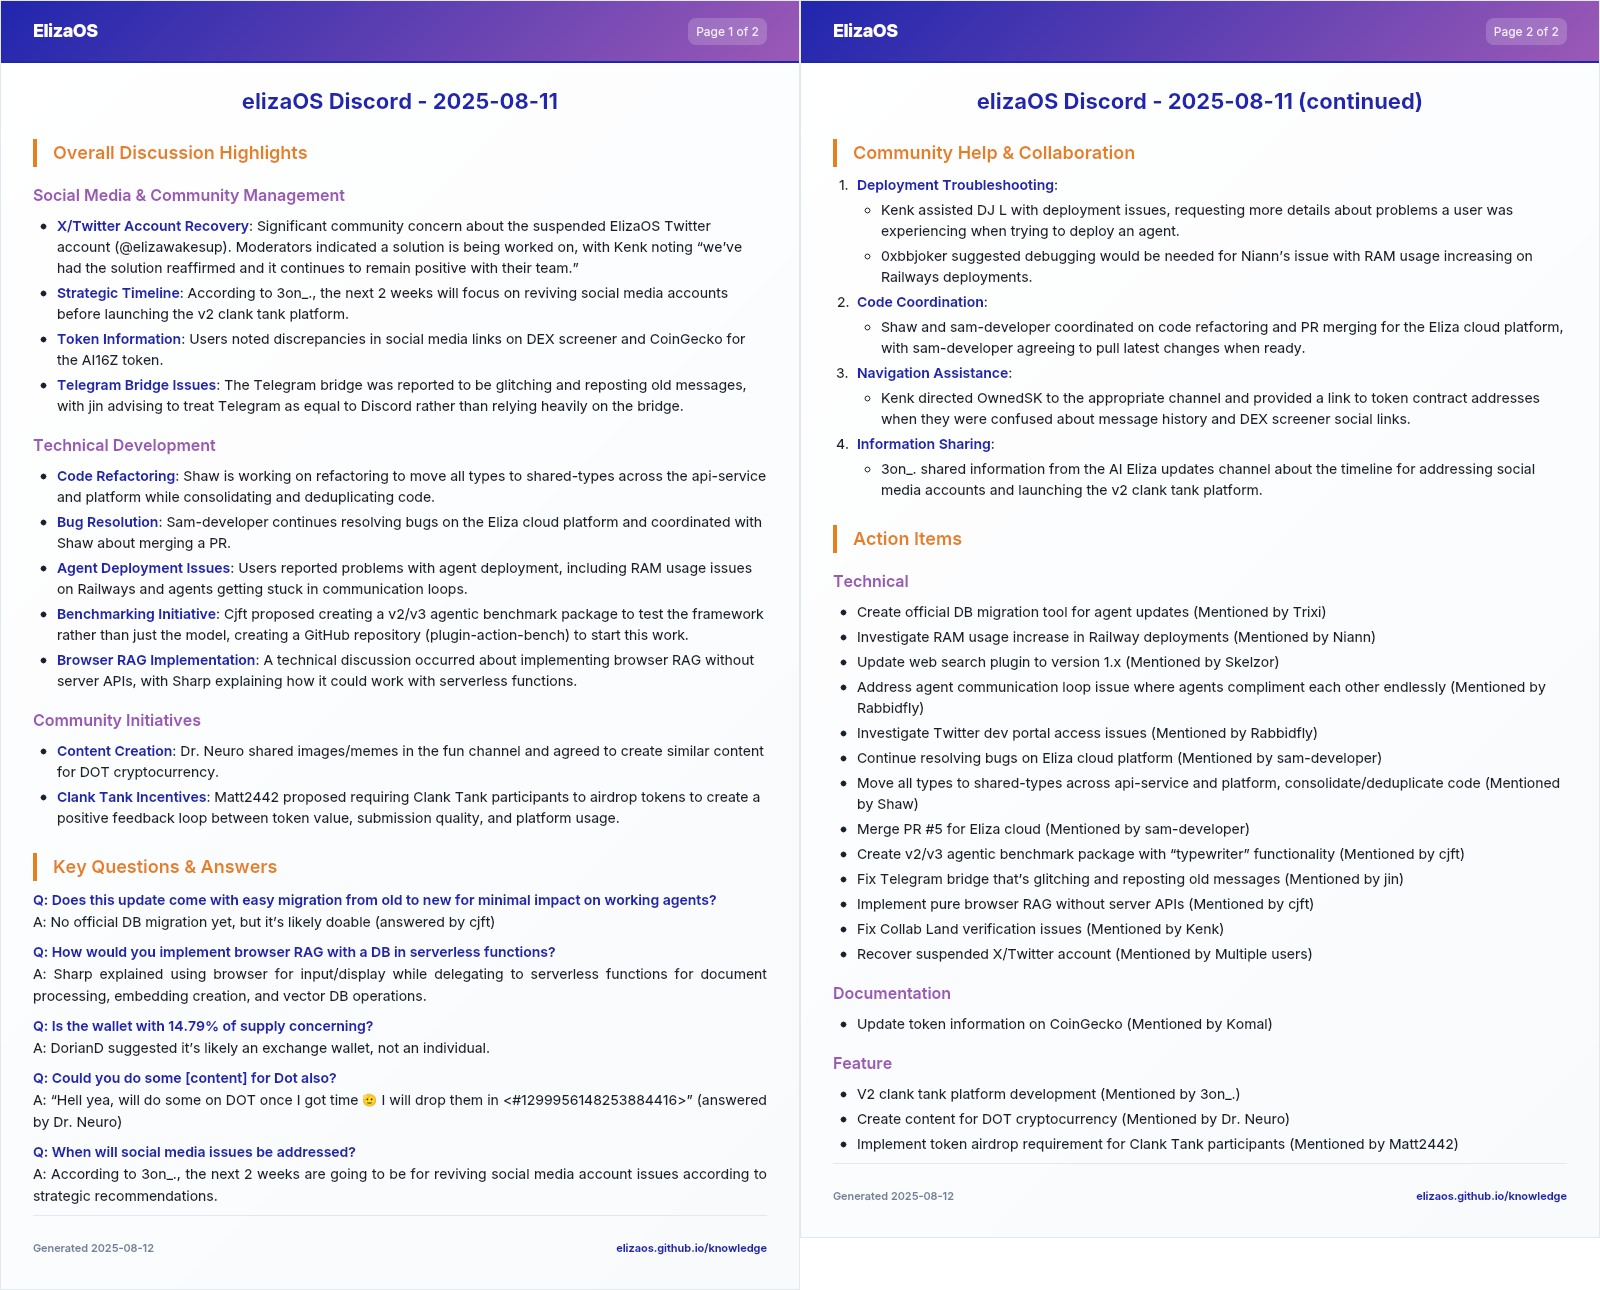 ElizaOS
Page 1 of 2
elizaOS Discord - 2025-08-11
Overall Discussion Highlights
Social Media & Community Management
• X/Twitter Account Recovery: Significant community concern about the suspended ElizaOS Twitter
account (@elizawakesup). Moderators indicated a solution is being worked on, with Kenk noting “we’ve
had the solution reaffirmed and it continues to remain positive with their team.”
• Strategic Timeline: According to 3on_., the next 2 weeks will focus on reviving social media accounts
before launching the v2 clank tank platform.
• Token Information: Users noted discrepancies in social media links on DEX screener and CoinGecko for
the AI16Z token.
• Telegram Bridge Issues: The Telegram bridge was reported to be glitching and reposting old messages,
with jin advising to treat Telegram as equal to Discord rather than relying heavily on the bridge.
Technical Development
• Code Refactoring: Shaw is working on refactoring to move all types to shared-types across the api-service
and platform while consolidating and deduplicating code.
• Bug Resolution: Sam-developer continues resolving bugs on the Eliza cloud platform and coordinated with
Shaw about merging a PR.
• Agent Deployment Issues: Users reported problems with agent deployment, including RAM usage issues
on Railways and agents getting stuck in communication loops.
• Benchmarking Initiative: Cjft proposed creating a v2/v3 agentic benchmark package to test the framework
rather than just the model, creating a GitHub repository (plugin-action-bench) to start this work.
• Browser RAG Implementation: A technical discussion occurred about implementing browser RAG without
server APIs, with Sharp explaining how it could work with serverless functions.
Community Initiatives
• Content Creation: Dr. Neuro shared images/memes in the fun channel and agreed to create similar content
for DOT cryptocurrency.
• Clank Tank Incentives: Matt2442 proposed requiring Clank Tank participants to airdrop tokens to create a
positive feedback loop between token value, submission quality, and platform usage.
Key Questions & Answers
Q: Does this update come with easy migration from old to new for minimal impact on working agents?
A: No official DB migration yet, but it’s likely doable (answered by cjft)
Q: How would you implement browser RAG with a DB in serverless functions?
A: Sharp explained using browser for input/display while delegating to serverless functions for document
processing, embedding creation, and vector DB operations.
Q: Is the wallet with 14.79% of supply concerning?
A: DorianD suggested it’s likely an exchange wallet, not an individual.
Q: Could you do some [content] for Dot also?
A: “Hell yea, will do some on DOT once I got time 🫡 I will drop them in <#1299956148253884416>” (answered
by Dr. Neuro)
Q: When will social media issues be addressed?
A: According to 3on_., the next 2 weeks are going to be for reviving social media account issues according to
strategic recommendations.
Generated 2025-08-12
elizaos.github.io/knowledge
ElizaOS
Page 2 of 2
elizaOS Discord - 2025-08-11 (continued)
Community Help & Collaboration
1. Deployment Troubleshooting:
◦ Kenk assisted DJ L with deployment issues, requesting more details about problems a user was
experiencing when trying to deploy an agent.
◦ 0xbbjoker suggested debugging would be needed for Niann’s issue with RAM usage increasing on
Railways deployments.
2. Code Coordination:
◦ Shaw and sam-developer coordinated on code refactoring and PR merging for the Eliza cloud platform,
with sam-developer agreeing to pull latest changes when ready.
3. Navigation Assistance:
◦ Kenk directed OwnedSK to the appropriate channel and provided a link to token contract addresses
when they were confused about message history and DEX screener social links.
4. Information Sharing:
◦ 3on_. shared information from the AI Eliza updates channel about the timeline for addressing social
media accounts and launching the v2 clank tank platform.
Action Items
Technical
• Create official DB migration tool for agent updates (Mentioned by Trixi)
• Investigate RAM usage increase in Railway deployments (Mentioned by Niann)
• Update web search plugin to version 1.x (Mentioned by Skelzor)
• Address agent communication loop issue where agents compliment each other endlessly (Mentioned by
Rabbidfly)
• Investigate Twitter dev portal access issues (Mentioned by Rabbidfly)
• Continue resolving bugs on Eliza cloud platform (Mentioned by sam-developer)
• Move all types to shared-types across api-service and platform, consolidate/deduplicate code (Mentioned
by Shaw)
• Merge PR #5 for Eliza cloud (Mentioned by sam-developer)
• Create v2/v3 agentic benchmark package with “typewriter” functionality (Mentioned by cjft)
• Fix Telegram bridge that’s glitching and reposting old messages (Mentioned by jin)
• Implement pure browser RAG without server APIs (Mentioned by cjft)
• Fix Collab Land verification issues (Mentioned by Kenk)
• Recover suspended X/Twitter account (Mentioned by Multiple users)
Documentation
• Update token information on CoinGecko (Mentioned by Komal)
Feature
• V2 clank tank platform development (Mentioned by 3on_.)
• Create content for DOT cryptocurrency (Mentioned by Dr. Neuro)
• Implement token airdrop requirement for Clank Tank participants (Mentioned by Matt2442)
Generated 2025-08-12
elizaos.github.io/knowledge